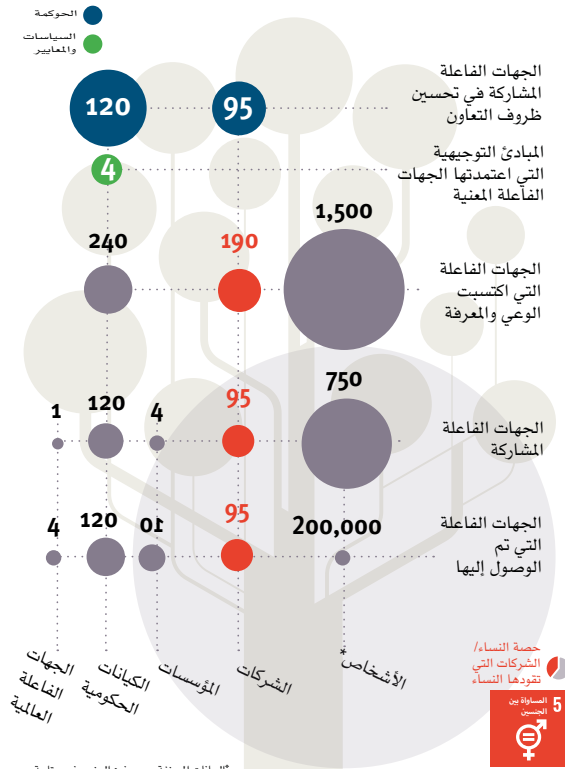 الحوكمة
السياسات
والمعايير
الجهات الفاعلة
المشاركة في تحسين
ظروف التعاون
95
120
المبادئ التوجيهية
التي اعتمدتها الجهات
الفاعلة المعنية
4
الجهات الفاعلة
التي اكتسبت
الوعي والمعرفة
1,500
190
240
الجهات الفاعلة
المشاركة
750
95
4
120
1
الجهات الفاعلة
التي تم
الوصول إليها
200,000
95
10
120
4
الأشخاص*
الشركات
المؤسسات
الكيانات
الحكومية
الجهات
الفاعلة
العالمية
حصة النساء/
الشركات التي
تقودها النساء
5 المساواة بين
الجنسين